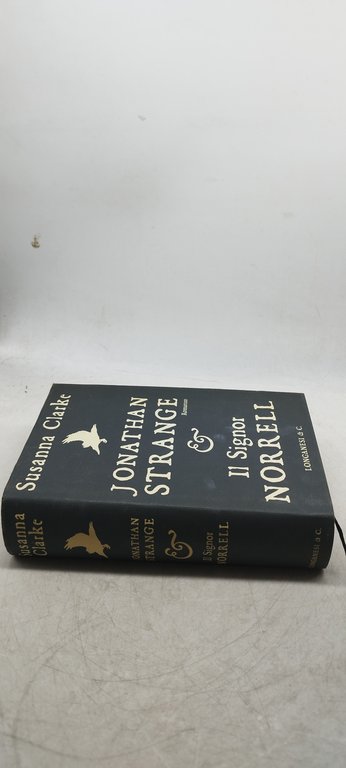 Susanna Clarke
JONATHAN
STRANGE
Romanzo
&
Il Signor
NORRELL
LONGANESI & C.
Susanna
Clarke
JONATHAN
STRANGE
&
Il Signor
NORRELL
LONGANESI & C.